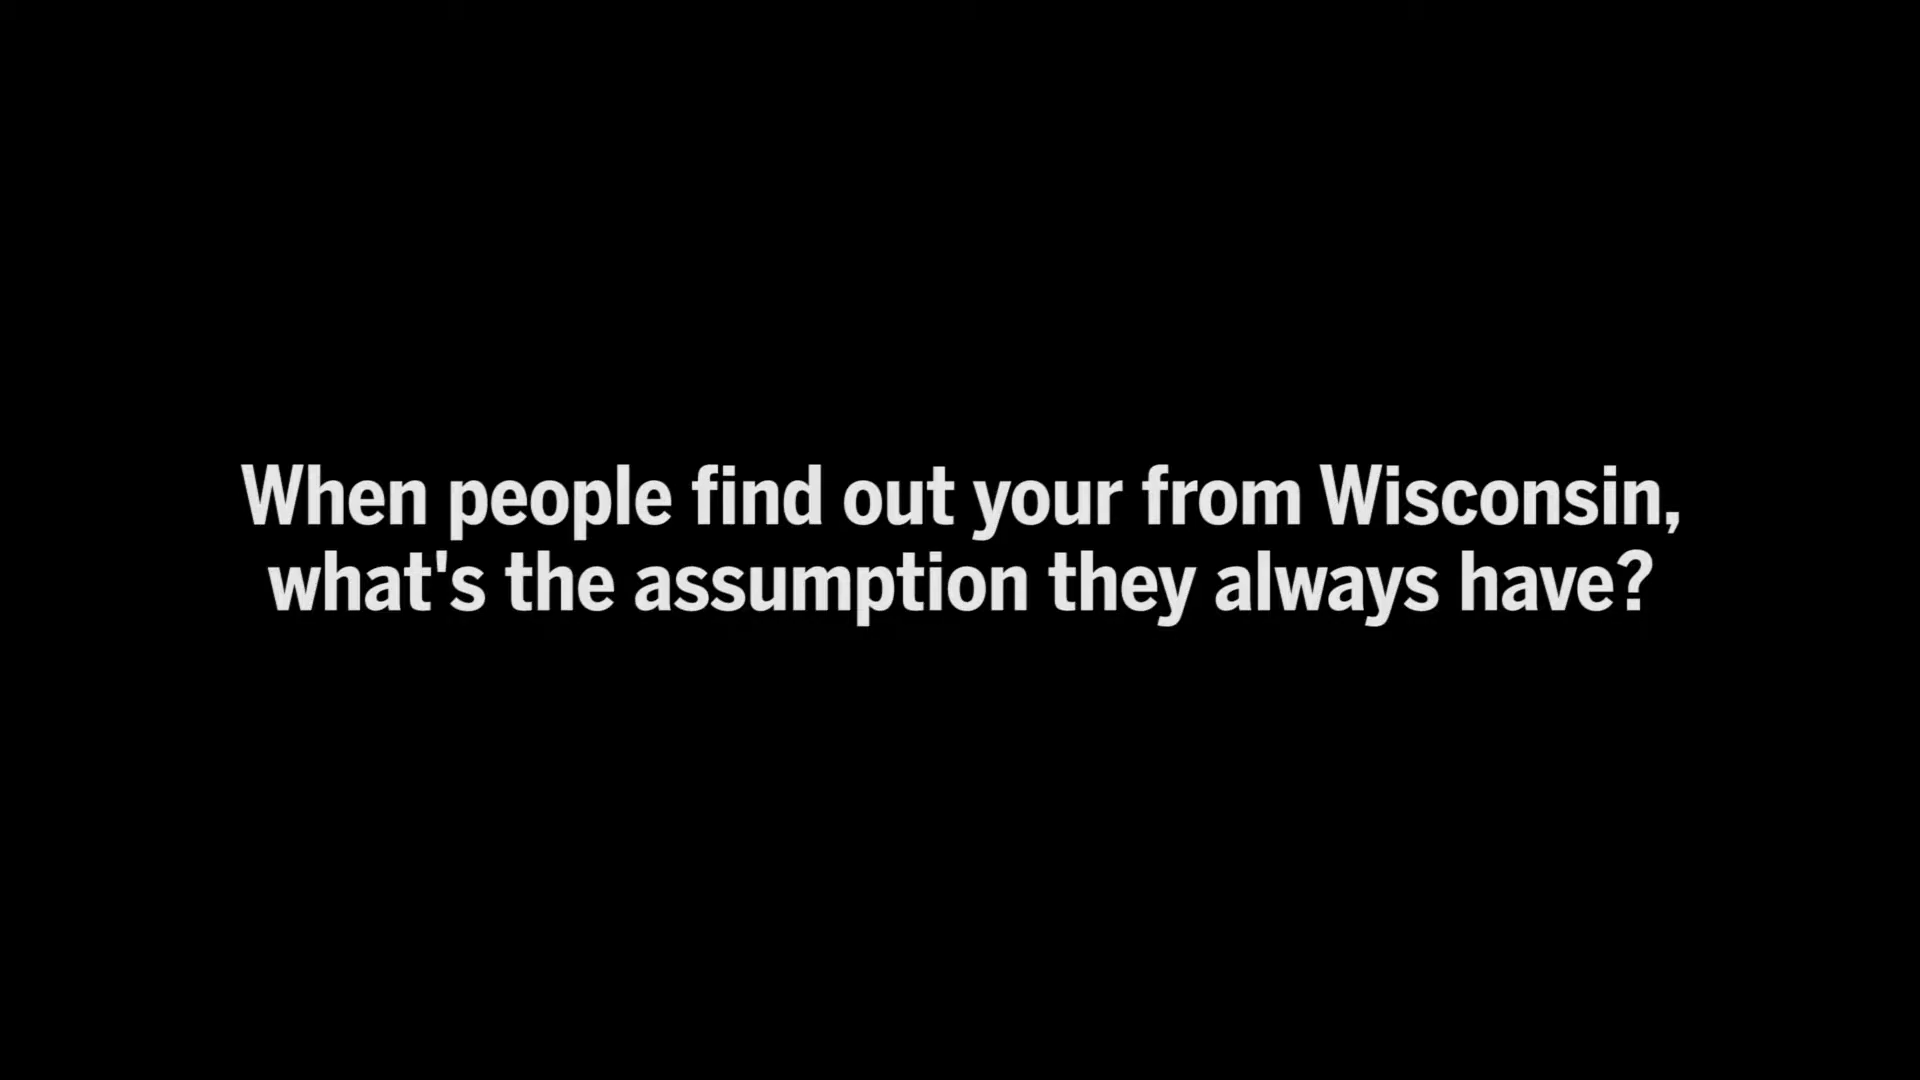 When people find out your from Wisconsin,
what's the assumption they always have?